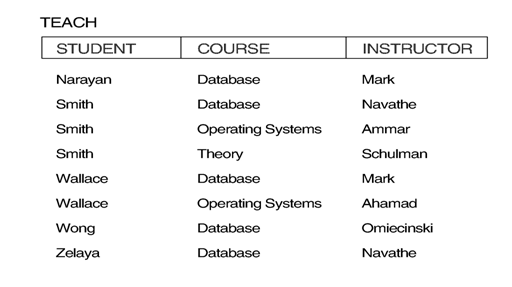 TEACH
STUDENT COURSE INSTRUCTOR
Narayan Database Mark
Smith Database Navathe
Smith Operating Systems Ammar
Smith Theory Schulman
Wallace Database Mark
Wallace Operating Systems Ahamad
Wong Database Omiecinski
Zelaya Database Navathe